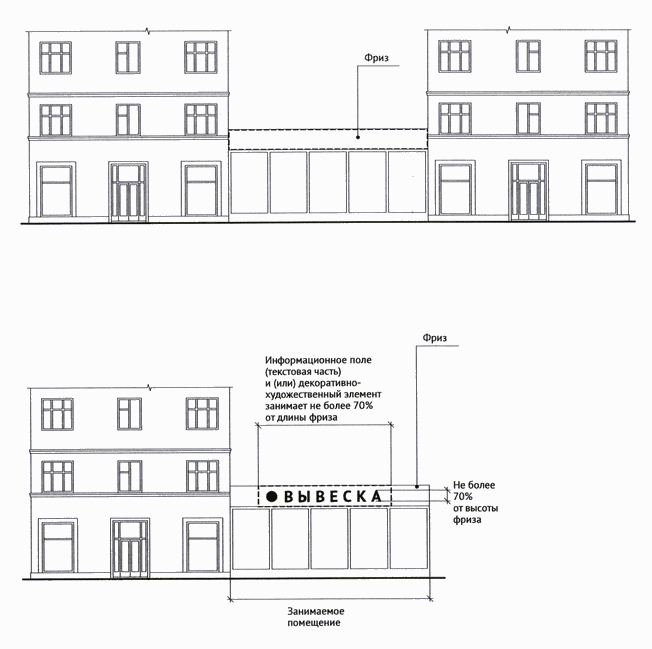 Фриз
Фриз
Информационное поле
(текстовая часть)
и (или) декоративно-
художественный элемент
занимает не более 70%
от длины фриза
ВЫВЕСКА
Не более
70%
от высоты
фриза
Занимаемое
помещение